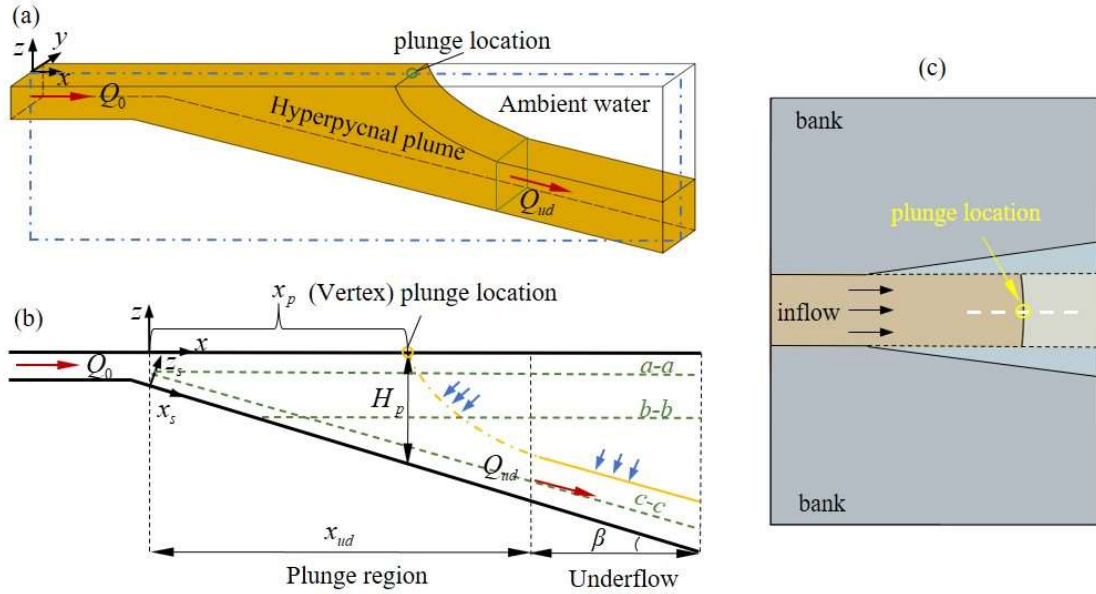 (a)
z
y
x
plunge location
Q0
Hyperpycnal plume
Ambient water
Qud
(b)
xp (Vertex) plunge location
z
x
Q0
zs
xs
Hp
a-a
b-b
Qud
c-c
xud
β
Plunge region
Underflow
(c)
bank
plunge location
inflow
bank